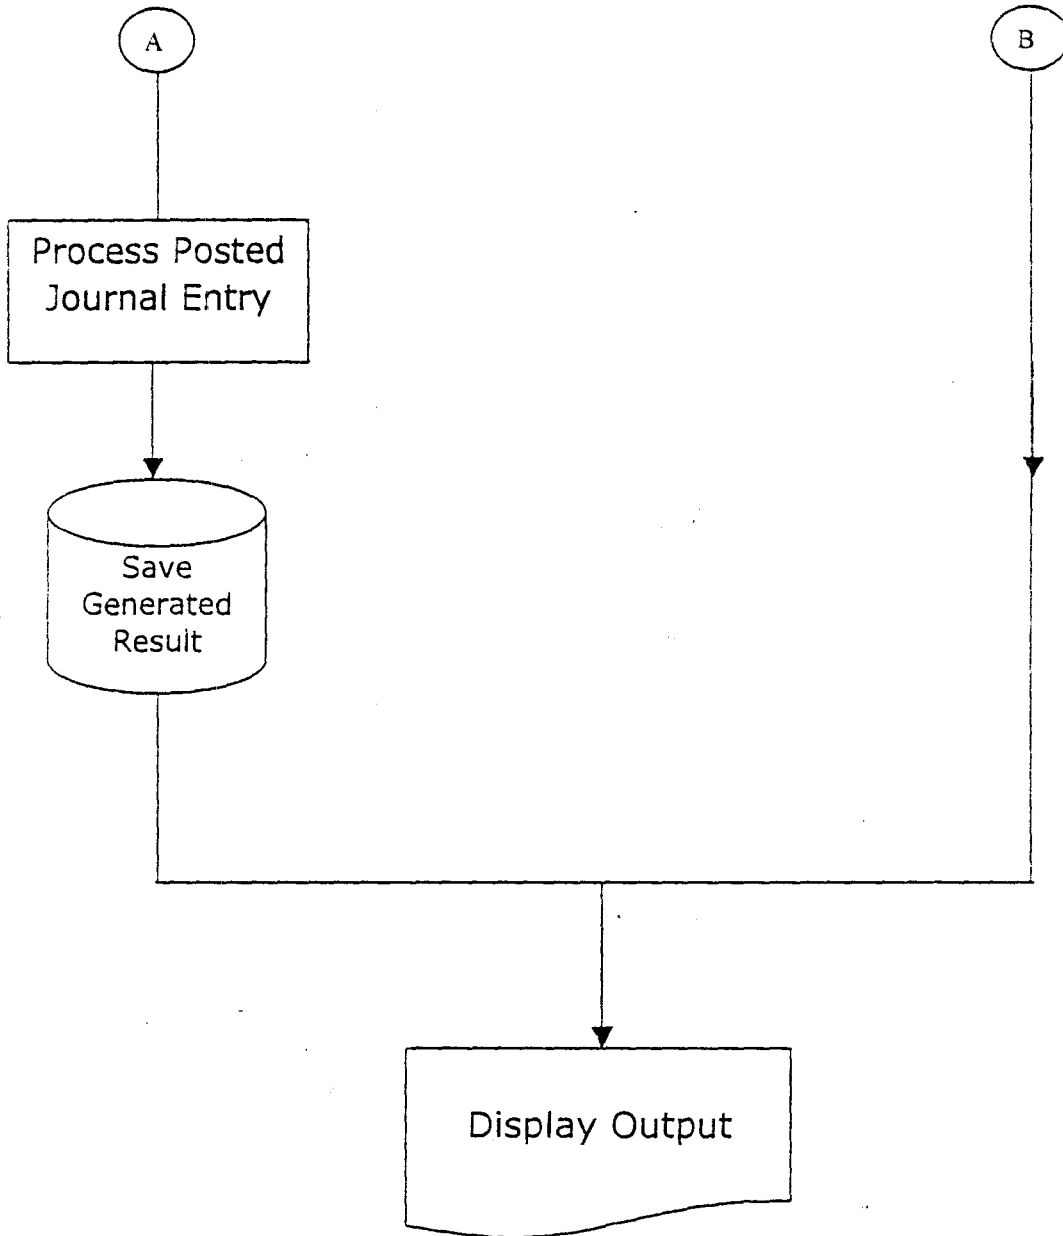 A
B
Process Posted
Journal Entry
Save
Generated
Result
Display Output